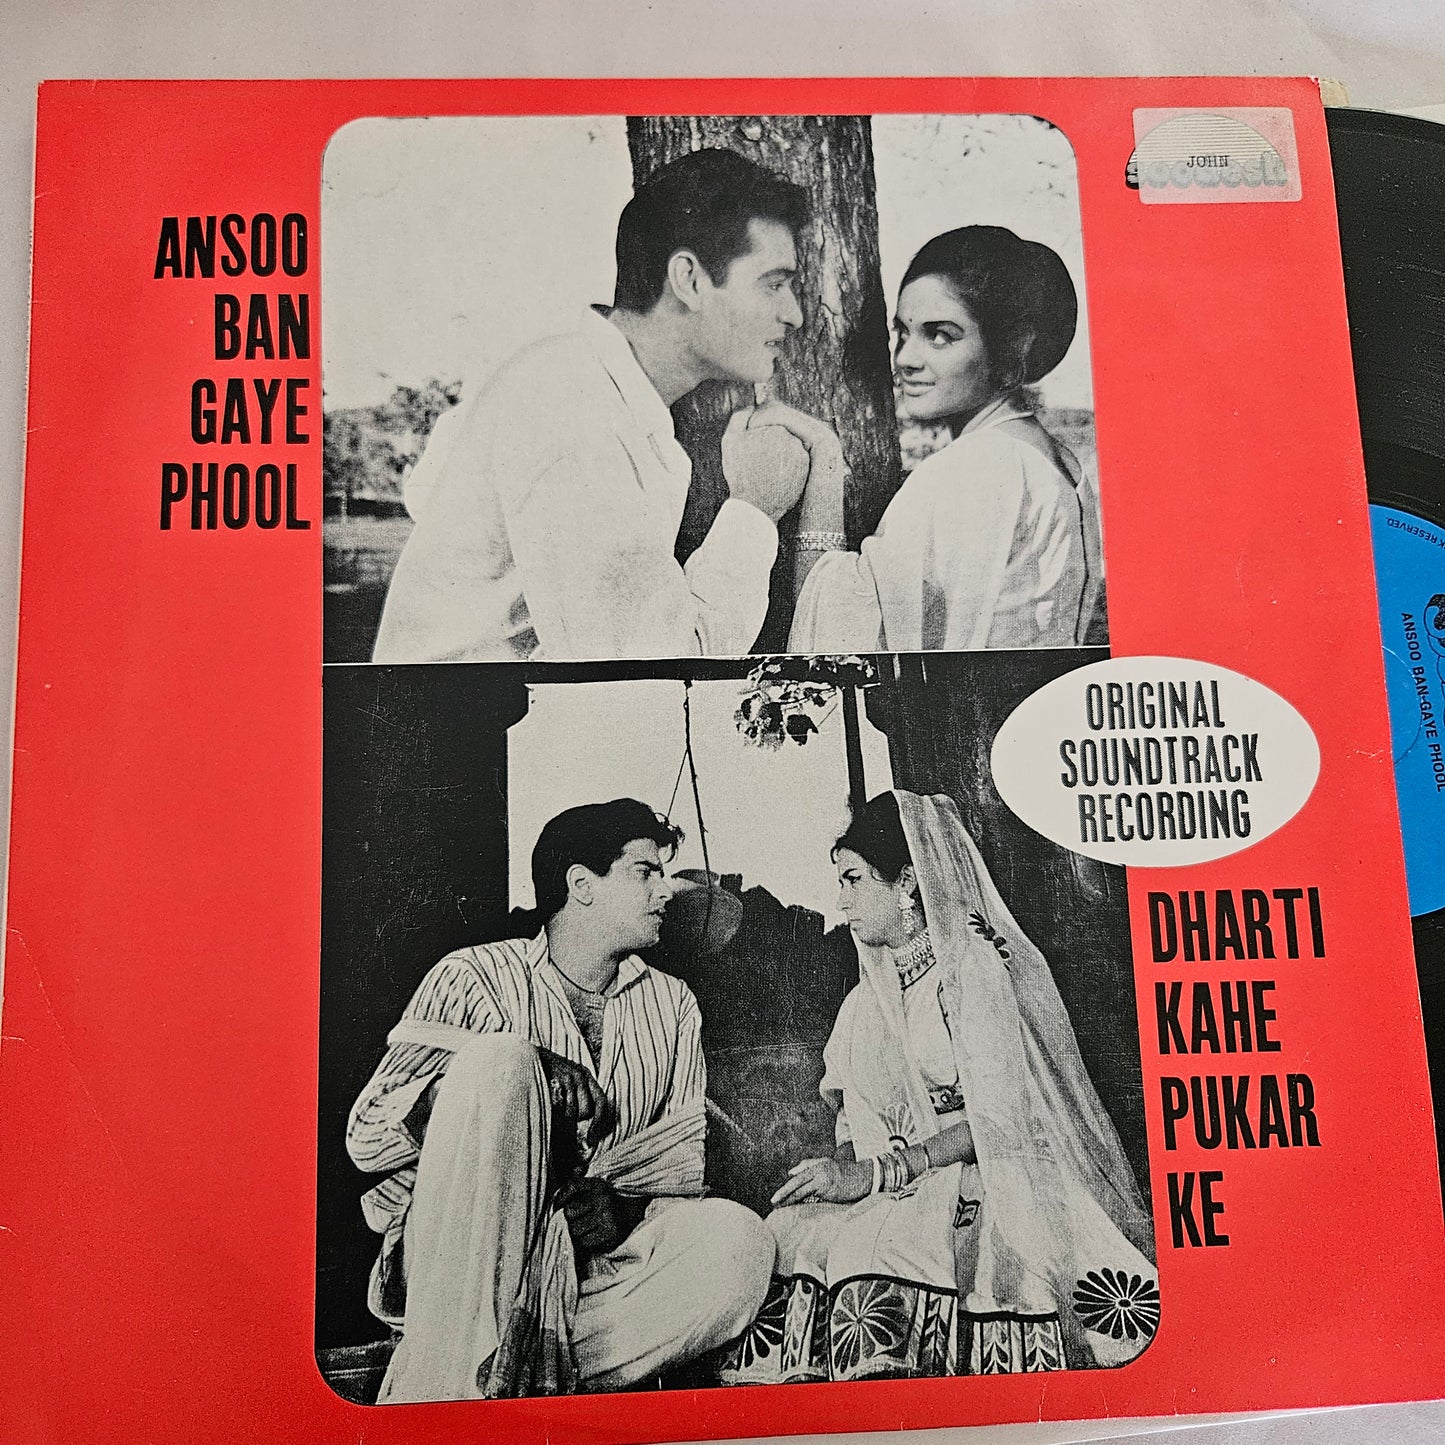 ANSOO
BAN
GAYE
PHOOL
JOHN
ORIGINAL
SOUNDTRACK
RECORDING
DHARTI
KAHE
PUKAR
KE
RESERVED.
ANSOO BAN-GAYE PHOOL